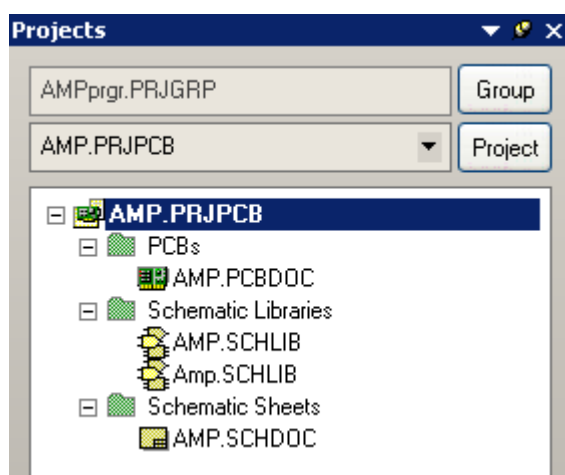 Projects
AMPprgr.PRJGRP
Group
AMP.PRJPCB
Project
AMP.PRJPCB
PCBs
AMP.PCBDOC
Schematic Libraries
AMP.SCHLIB
Amp.SCHLIB
Schematic Sheets
AMP.SCHDOC